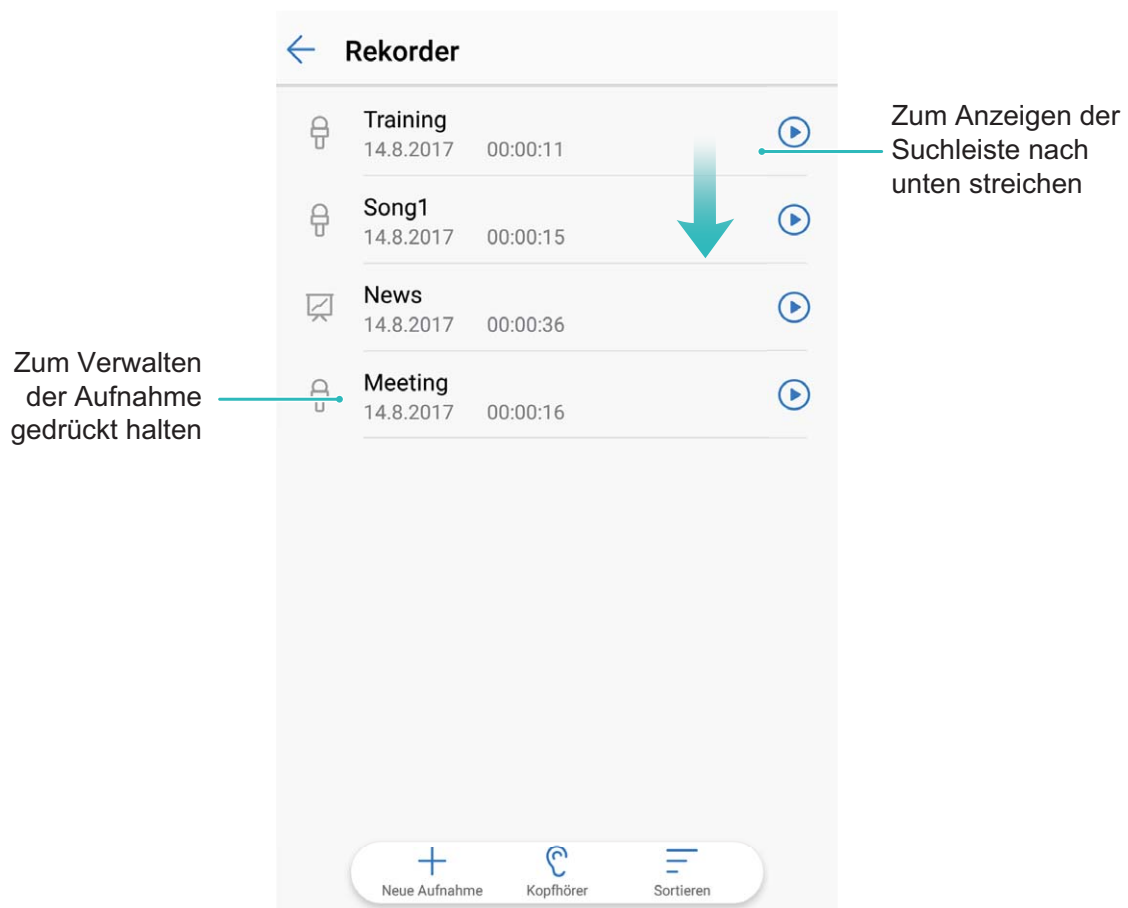 Rekorder
Training
14.8.2017 00:00:11
Zum Anzeigen der
Suchleiste nach
unten streichen
Song1
14.8.2017 00:00:15
News
14.8.2017 00:00:36
Zum Verwalten
der Aufnahme
gedrückt halten
Meeting
14.8.2017 00:00:16
Neue Aufnahme Kopfhörer Sortieren